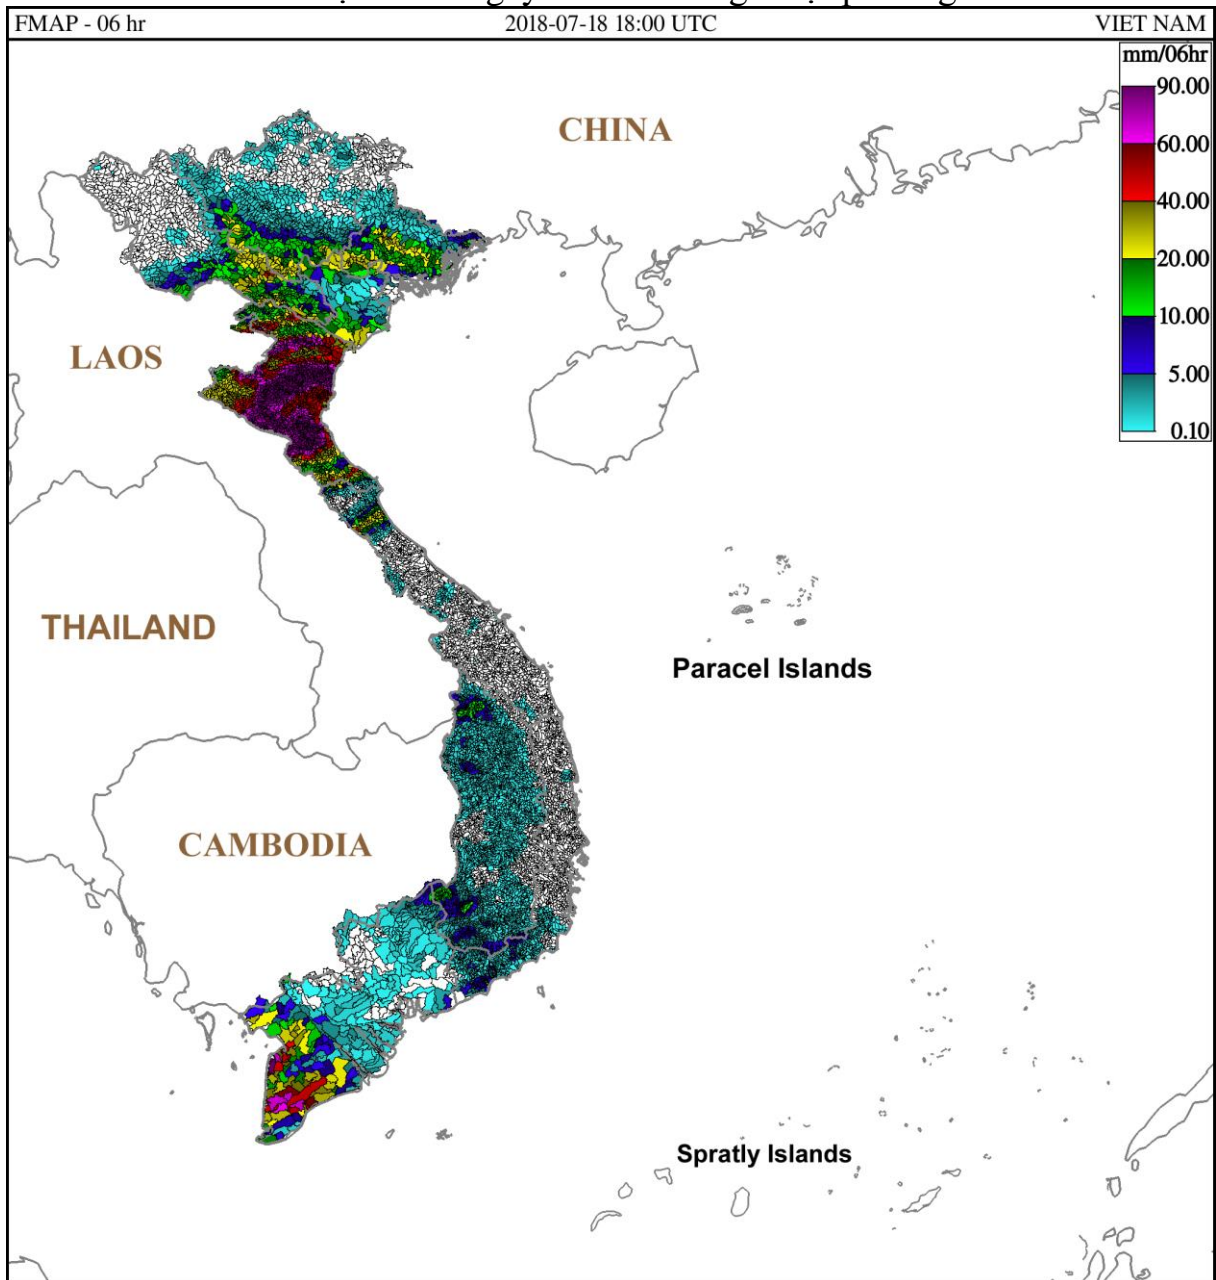 FMAP - 06 hr 2018-07-18 18:00 UTC VIET NAM
mm/06hr
90.00
60.00
40.00
20.00
10.00
5.00
0.10
CHINA
LAOS
THAILAND
Paracel Islands
CAMBODIA
Spratly Islands